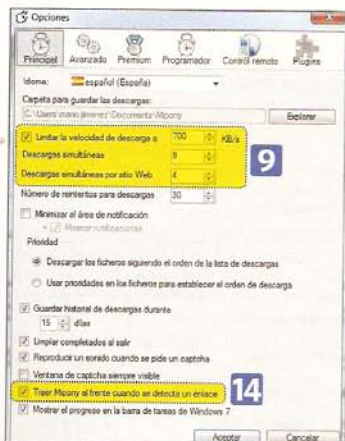 Opciones
Principal Avanzado Premium Programador Control remoto Plugins
Idioma: español (España)
Carpeta para guardar las descargas:
C:\Users\mario jimenez\Documents\Mipony Explorar
Limitar la velocidad de descarga a 700 KB/s
Descargas simultáneas 8
9
Descargas simultáneas por sitio Web 4
Número de reintentos para descargas 30
Minimizar al área de notificación
Mostrar notificaciones
Prioridad
Descargar los ficheros siguiendo el orden de la lista de descargas
Usar prioridades en los ficheros para establecer el orden de descarga
Guardar historial de descargas durante
15 días
Limpiar completados al salir
Reproducir un sonido cuando se pide un captcha
Ventana de captcha siempre visible
Traer Mipony al frente cuando se detecta un enlace
14
Mostrar el progreso en la barra de tareas de Windows 7
Aceptar Cancelar